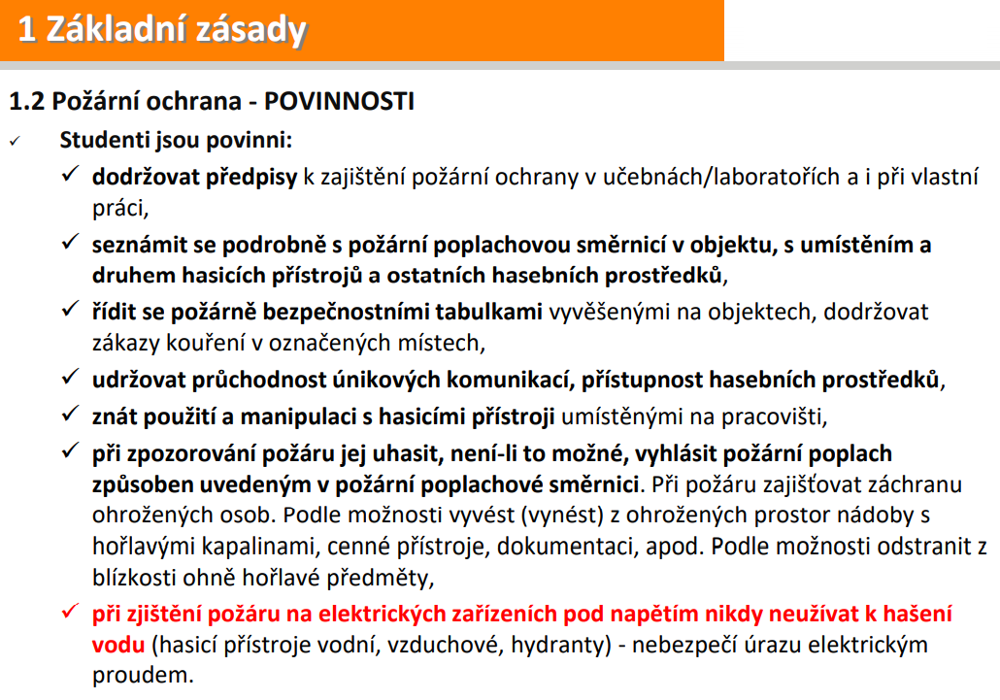 1 Základní zásady
1.2 Požární ochrana - POVINNOSTI
✓ Studenti jsou povinni:
✓ dodržovat předpisy k zajištění požární ochrany v učebnách/laboratořích a i při vlastní
práci,
✓ seznámit se podrobně s požární poplachovou směrnicí v objektu, s umístěním a
druhem hasicích přístrojů a ostatních hasebních prostředků,
✓ řídit se požárně bezpečnostními tabulkami vyvěšenými na objektech, dodržovat
zákazy kouření v označených místech,
✓ udržovat průchodnost únikových komunikací, přístupnost hasebních prostředků,
✓ znát použití a manipulaci s hasicími přístroji umístěnými na pracovišti,
✓ při zpozorování požáru jej uhasit, není-li to možné, vyhlásit požární poplach
způsoben uvedeným v požární poplachové směrnici. Při požáru zajišťovat záchranu
ohrožených osob. Podle možnosti vyvést (vynést) z ohrožených prostor nádoby s
hořlavými kapalinami, cenné přístroje, dokumentaci, apod. Podle možnosti odstranit z
blízkosti ohně hořlavé předměty,
✓ při zjištění požáru na elektrických zařízeních pod napětím nikdy neužívat k hašení
vodu (hasicí přístroje vodní, vzduchové, hydranty) - nebezpečí úrazu elektrickým
proudem.